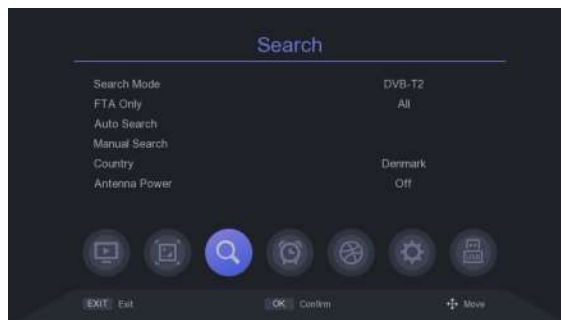 Search
Search Mode DVB-T2
FTA Only All
Auto Search
Manual Search
Country Denmark
Antenna Power Off
USB
EXIT Exit OK Confirm Move